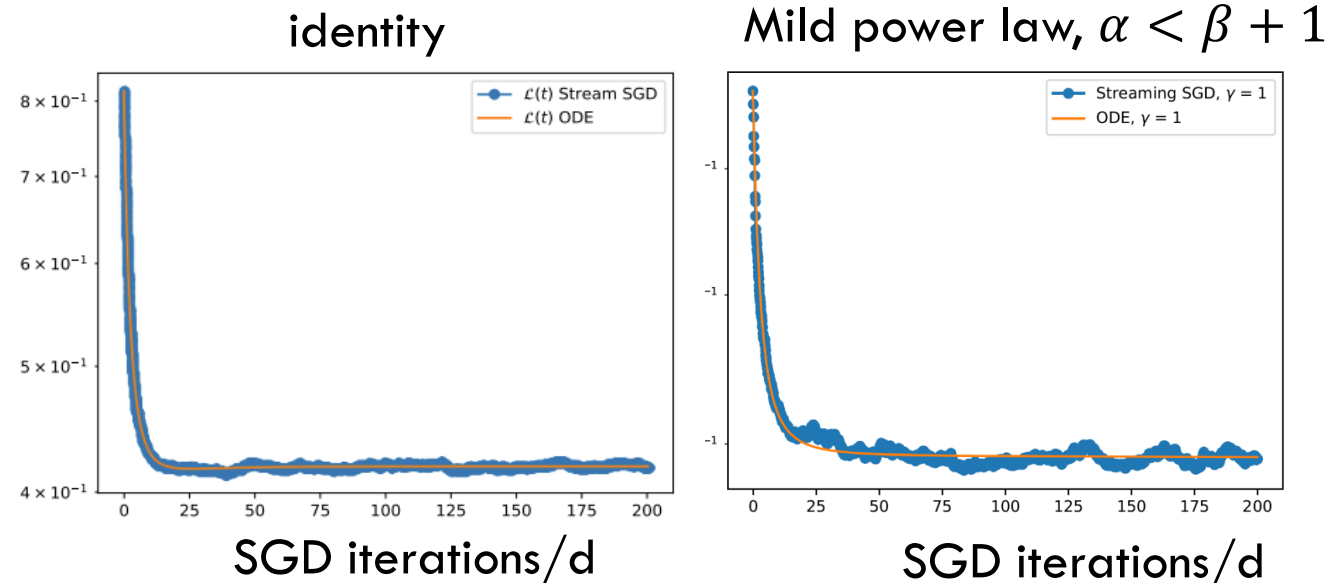 identity
Mild power law, 𝛼 < 𝛽 + 1
8 × 10⁻¹
7 × 10⁻¹
6 × 10⁻¹
5 × 10⁻¹
4 × 10⁻¹
ℒ(t) Stream SGD
ℒ(t) ODE
0 25 50 75 100 125 150 175 200
SGD iterations/d
−1
−1
−1
Streaming SGD, γ = 1
ODE, γ = 1
0 25 50 75 100 125 150 175 200
SGD iterations/d